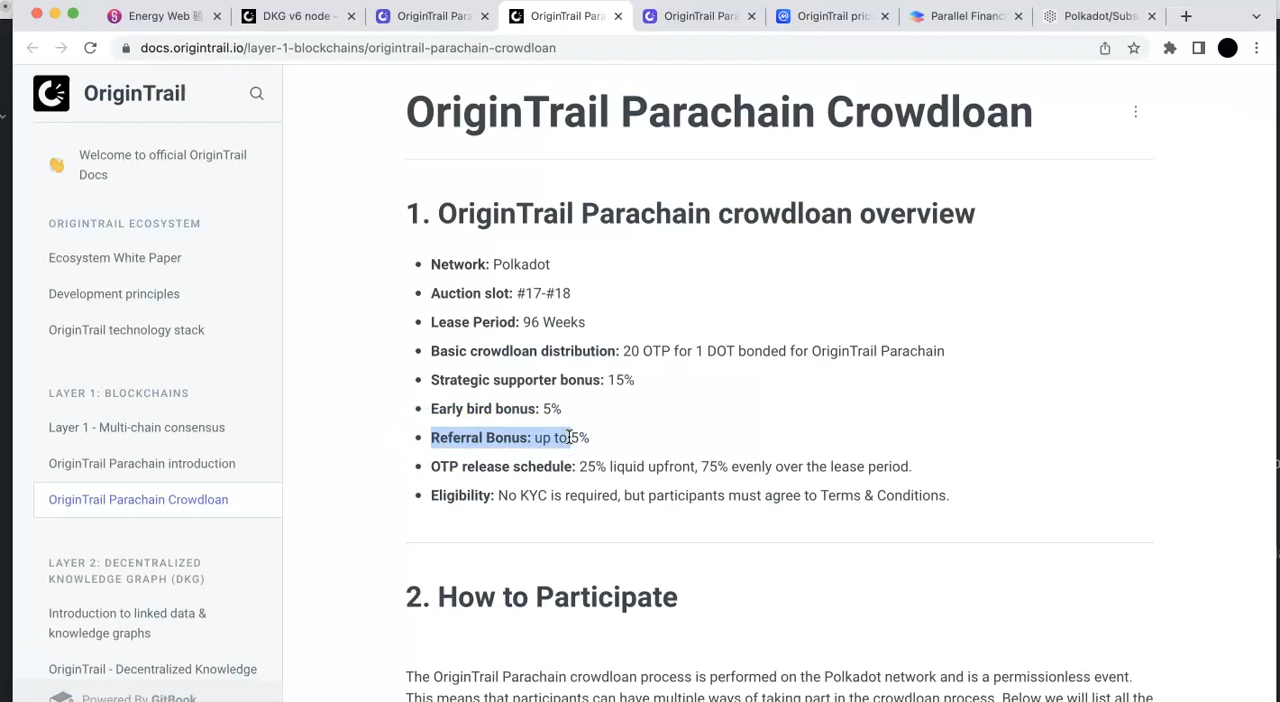 Energy Web
DKG v6 node -
OriginTrail Para
OriginTrail Para
OriginTrail Para
OriginTrail pric
Parallel Financ
Polkadot/Subs
docs.origintrail.io/layer-1-blockchains/origintrail-parachain-crowdloan
OriginTrail
Welcome to official OriginTrail
Docs
ORIGINTRAIL ECOSYSTEM
Ecosystem White Paper
Development principles
OriginTrail technology stack
LAYER 1: BLOCKCHAINS
Layer 1 - Multi-chain consensus
OriginTrail Parachain introduction
OriginTrail Parachain Crowdloan
LAYER 2: DECENTRALIZED
KNOWLEDGE GRAPH (DKG)
Introduction to linked data &
knowledge graphs
OriginTrail - Decentralized Knowledge
Powered By GitBook
OriginTrail Parachain Crowdloan
1. OriginTrail Parachain crowdloan overview
• Network: Polkadot
• Auction slot: #17-#18
• Lease Period: 96 Weeks
• Basic crowdloan distribution: 20 OTP for 1 DOT bonded for OriginTrail Parachain
• Strategic supporter bonus: 15%
• Early bird bonus: 5%
• Referral Bonus: up to 5%
• OTP release schedule: 25% liquid upfront, 75% evenly over the lease period.
• Eligibility: No KYC is required, but participants must agree to Terms & Conditions.
2. How to Participate
The OriginTrail Parachain crowdloan process is performed on the Polkadot network and is a permissionless event.
This means that participants can have multiple ways of taking part in the crowdloan process. Below we will list all the